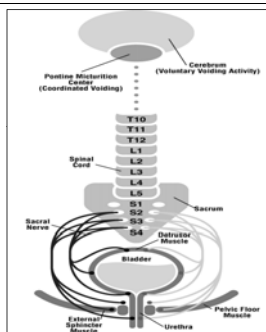 Cerebrum
(Voluntary Voiding Activity)
Pontine Micturition
Center
(Coordinated Voiding)
T10
T11
T12
L1
L2
L3
L4
L5
Spinal
Cord
S1
S2
S3
S4
Sacrum
Sacral
Nerve
Detrusor
Muscle
Bladder
External
Sphincter
Muscle
Urethra
Pelvic Floor
Muscle